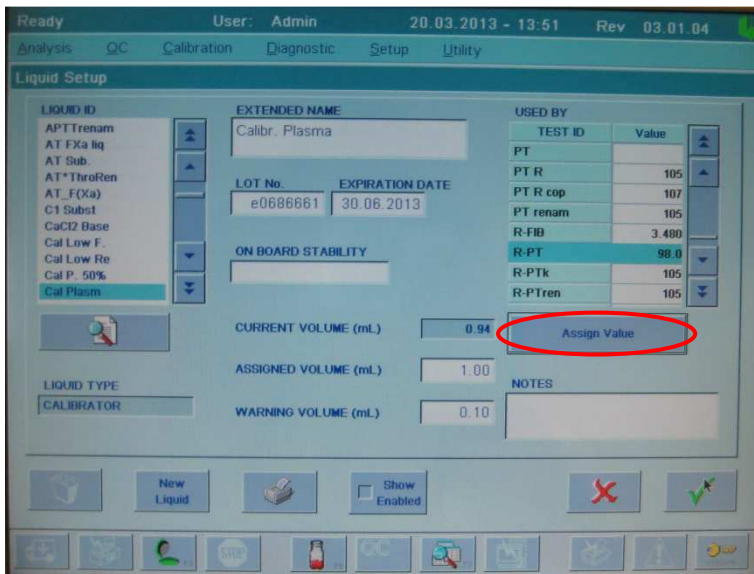 Ready User: Admin 20.03.2013 - 13:51 Rev 03.01.04
Analysis QC Calibration Diagnostic Setup Utility
Liquid Setup
LIQUID ID
APTTrenam
AT FXa liq
AT Sub.
AT*ThroRen
AT_F(Xa)
C1 Subst
CaCl2 Base
Cal Low F.
Cal Low Re
Cal P. 50%
Cal Plasm
LIQUID TYPE
CALIBRATOR
EXTENDED NAME
Calibr. Plasma
LOT No. EXPIRATION DATE
e0686661 30.06.2013
ON BOARD STABILITY
CURRENT VOLUME (mL) 0.94
ASSIGNED VOLUME (mL) 1.00
WARNING VOLUME (mL) 0.10
USED BY
TEST ID Value
PT
PT R 105
PT R cop 107
PT renam 105
R-FIB 3.480
R-PT 98.0
R-PTk 105
R-PTren 105
Assign Value
NOTES
New
Liquid
Show
Enabled
STOP
QC